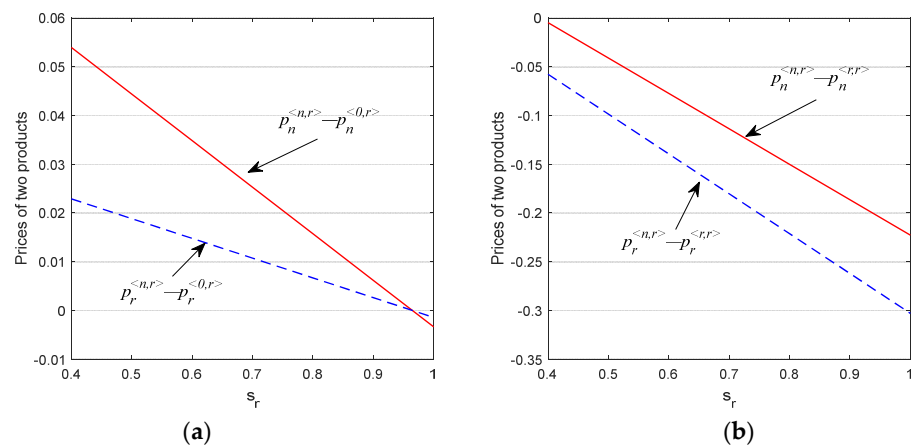 0.06
0.05
0.04
0.03
0.02
0.01
0
-0.01
0.4 0.5 0.6 0.7 0.8 0.9 1
Prices of two products
s_r
p_n^{<n,r>}—p_n^{<0,r>}
p_r^{<n,r>}—p_r^{<0,r>}
(a)
0
-0.05
-0.1
-0.15
-0.2
-0.25
-0.3
-0.35
0.4 0.5 0.6 0.7 0.8 0.9 1
Prices of two products
s_r
p_n^{<n,r>}—p_n^{<r,r>}
p_r^{<n,r>}—p_r^{<r,r>}
(b)